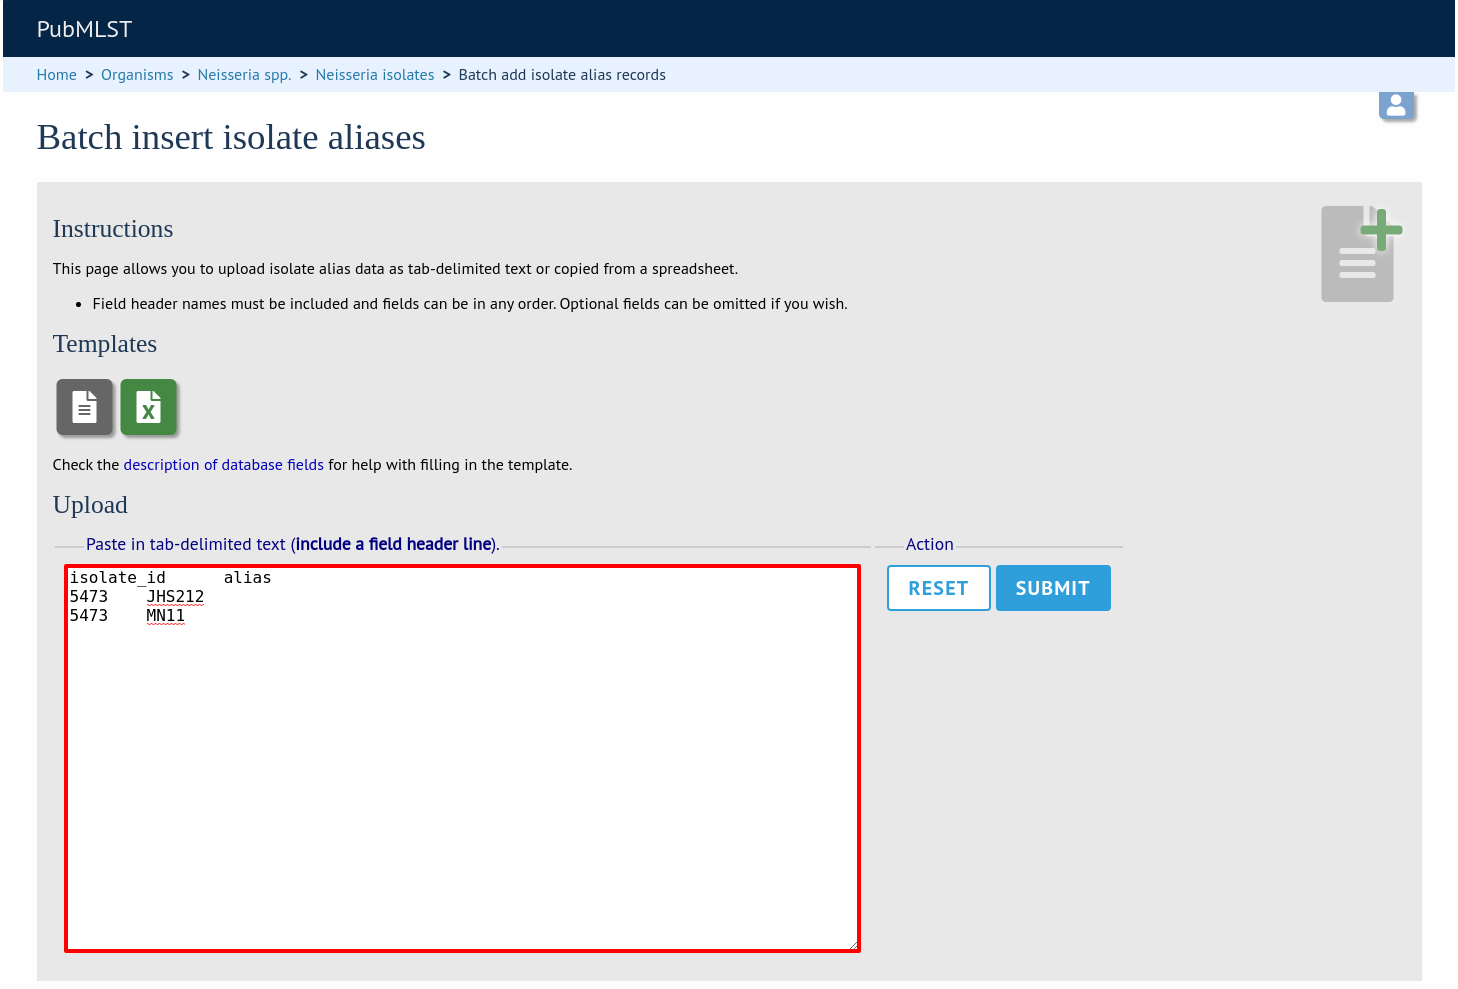 PubMLST
Home > Organisms > Neisseria spp. > Neisseria isolates > Batch add isolate alias records
Batch insert isolate aliases
Instructions
This page allows you to upload isolate alias data as tab-delimited text or copied from a spreadsheet.
• Field header names must be included and fields can be in any order. Optional fields can be omitted if you wish.
Templates
X
Check the description of database fields for help with filling in the template.
Upload
Paste in tab-delimited text (include a field header line).
isolate_id	alias
5473	JHS212
5473	MN11
Action
RESET SUBMIT